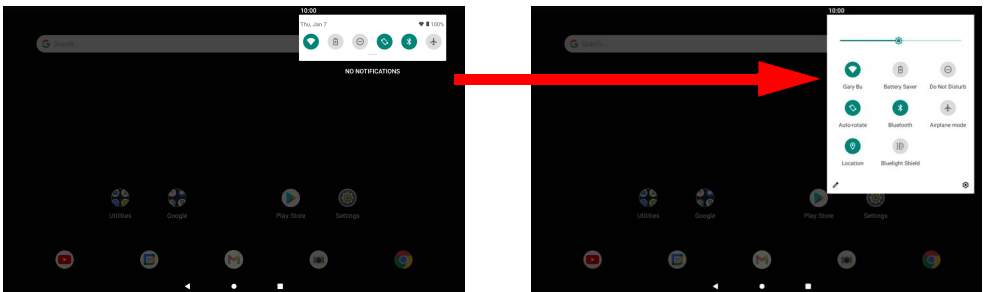 10:00
Thu, Jan 7
100%
G Search...
NO NOTIFICATIONS
Utilities Google Play Store Settings
10:00
G Search...
Gary Bu Battery Saver Do Not Disturb
Auto-rotate Bluetooth Airplane mode
Location Bluelight Shield
Utilities Google Play Store Settings